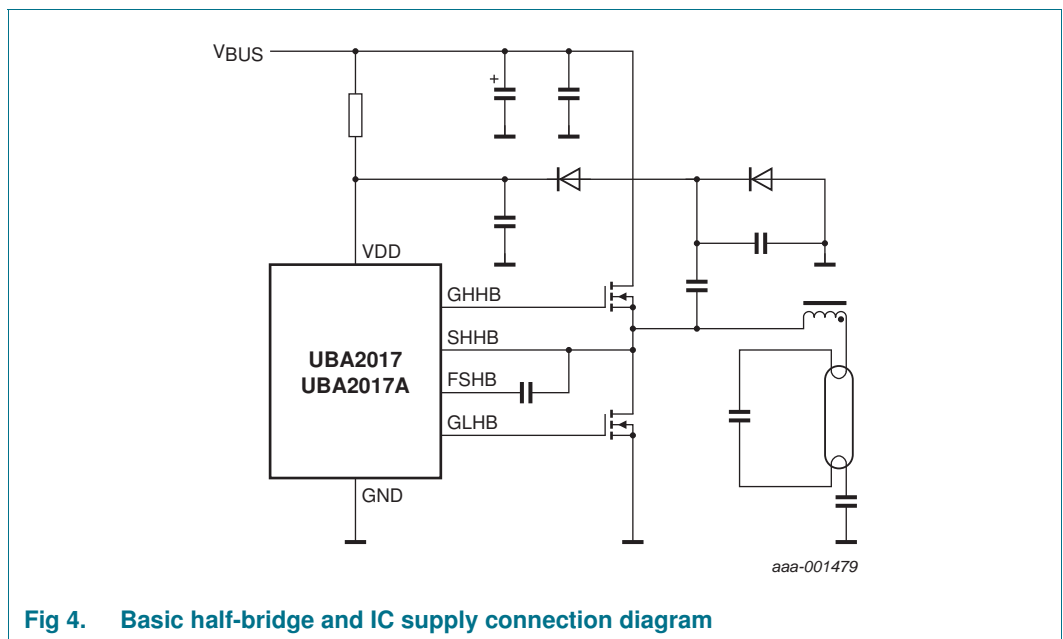 VBUS
+
VDD
GHHB
SHHB
UBA2017
UBA2017A
FSHB
GLHB
GND
aaa-001479
Fig 4. Basic half-bridge and IC supply connection diagram